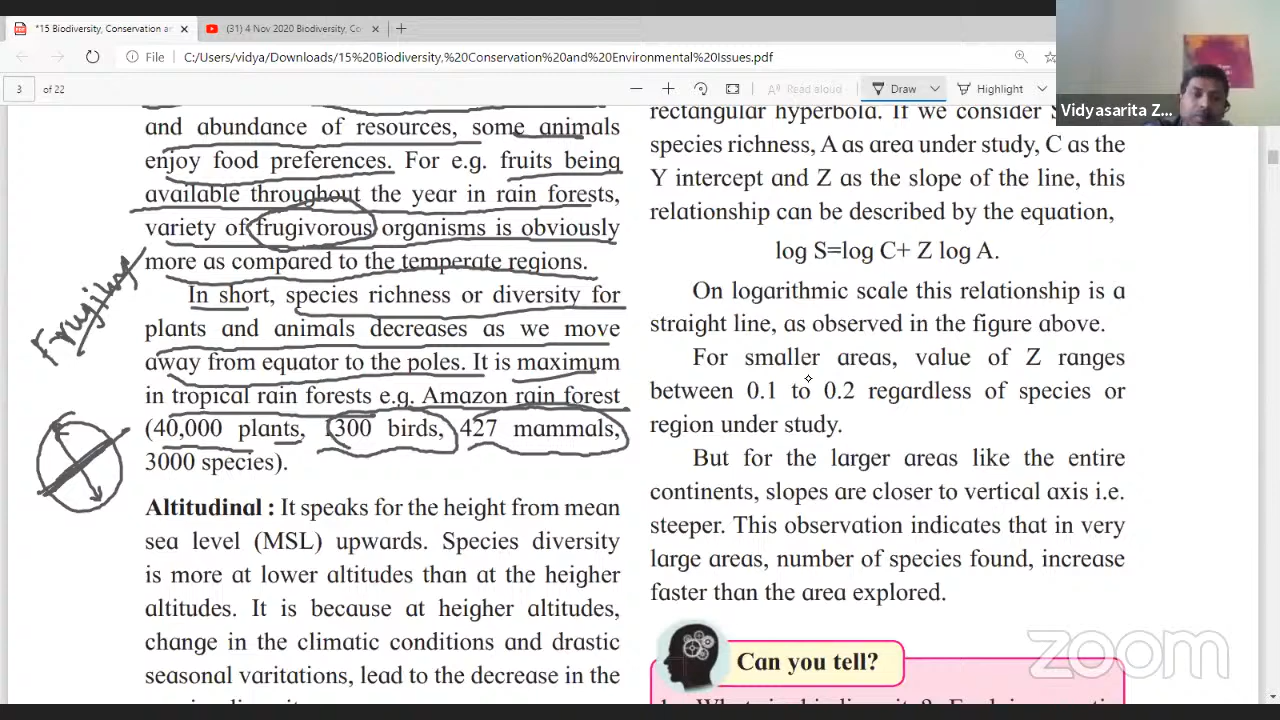 *15 Biodiversity, Conservation an
(31) 4 Nov 2020 Biodiversity, Co
File
C:/Users/vidya/Downloads/15%20Biodiversity,%20Conservation%20and%20Environmental%20Issues.pdf
3 of 22
Read aloud
Draw
Highlight
Vidyasarita Z...
and abundance of resources, some animals
enjoy food preferences. For e.g. fruits being
available throughout the year in rain forests,
variety of frugivorous organisms is obviously
more as compared to the temperate regions.
In short, species richness or diversity for
plants and animals decreases as we move
away from equator to the poles. It is maximum
in tropical rain forests e.g. Amazon rain forest
(40,000 plants, 1300 birds, 427 mammals,
3000 species).
Altitudinal : It speaks for the height from mean
sea level (MSL) upwards. Species diversity
is more at lower altitudes than at the heigher
altitudes. It is because at heigher altitudes,
change in the climatic conditions and drastic
seasonal varitations, lead to the decrease in the
rectangular hyperbola. If we consider S
species richness, A as area under study, C as the
Y intercept and Z as the slope of the line, this
relationship can be described by the equation,
log S=log C+ Z log A.
On logarithmic scale this relationship is a
straight line, as observed in the figure above.
For smaller areas, value of Z ranges
between 0.1 to 0.2 regardless of species or
region under study.
But for the larger areas like the entire
continents, slopes are closer to vertical axis i.e.
steeper. This observation indicates that in very
large areas, number of species found, increase
faster than the area explored.
Can you tell?
zoom